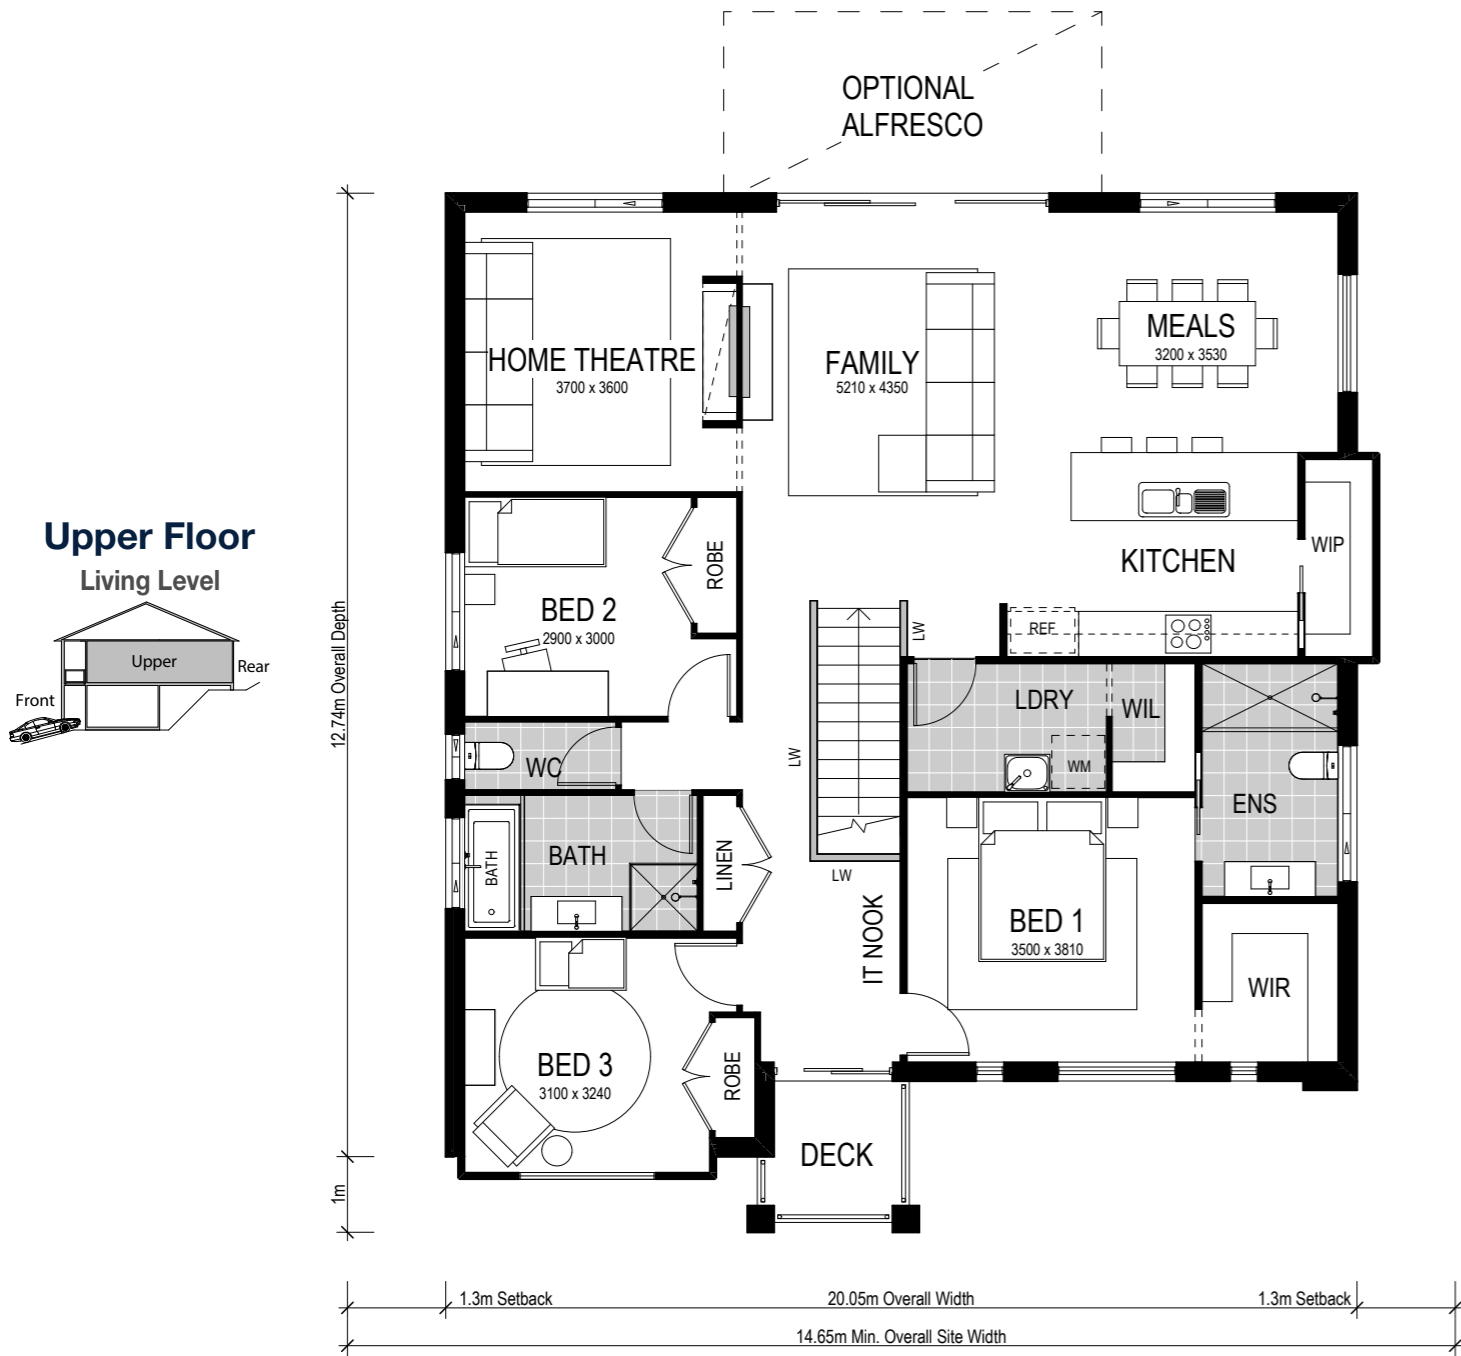 OPTIONAL
ALFRESCO
HOME THEATRE
3700 x 3600
FAMILY
5210 x 4350
MEALS
3200 x 3530
Upper Floor
Living Level
Upper
Rear
Front
12.74m Overall Depth
1m
BED 2
2900 x 3000
ROBE
KITCHEN
WIP
REF
LW
LW
LW
LDRY
WIL
WM
WC
ENS
BATH
BATH
LINEN
IT NOOK
BED 1
3500 x 3810
WIR
BED 3
3100 x 3240
ROBE
DECK
1.3m Setback
20.05m Overall Width
1.3m Setback
14.65m Min. Overall Site Width